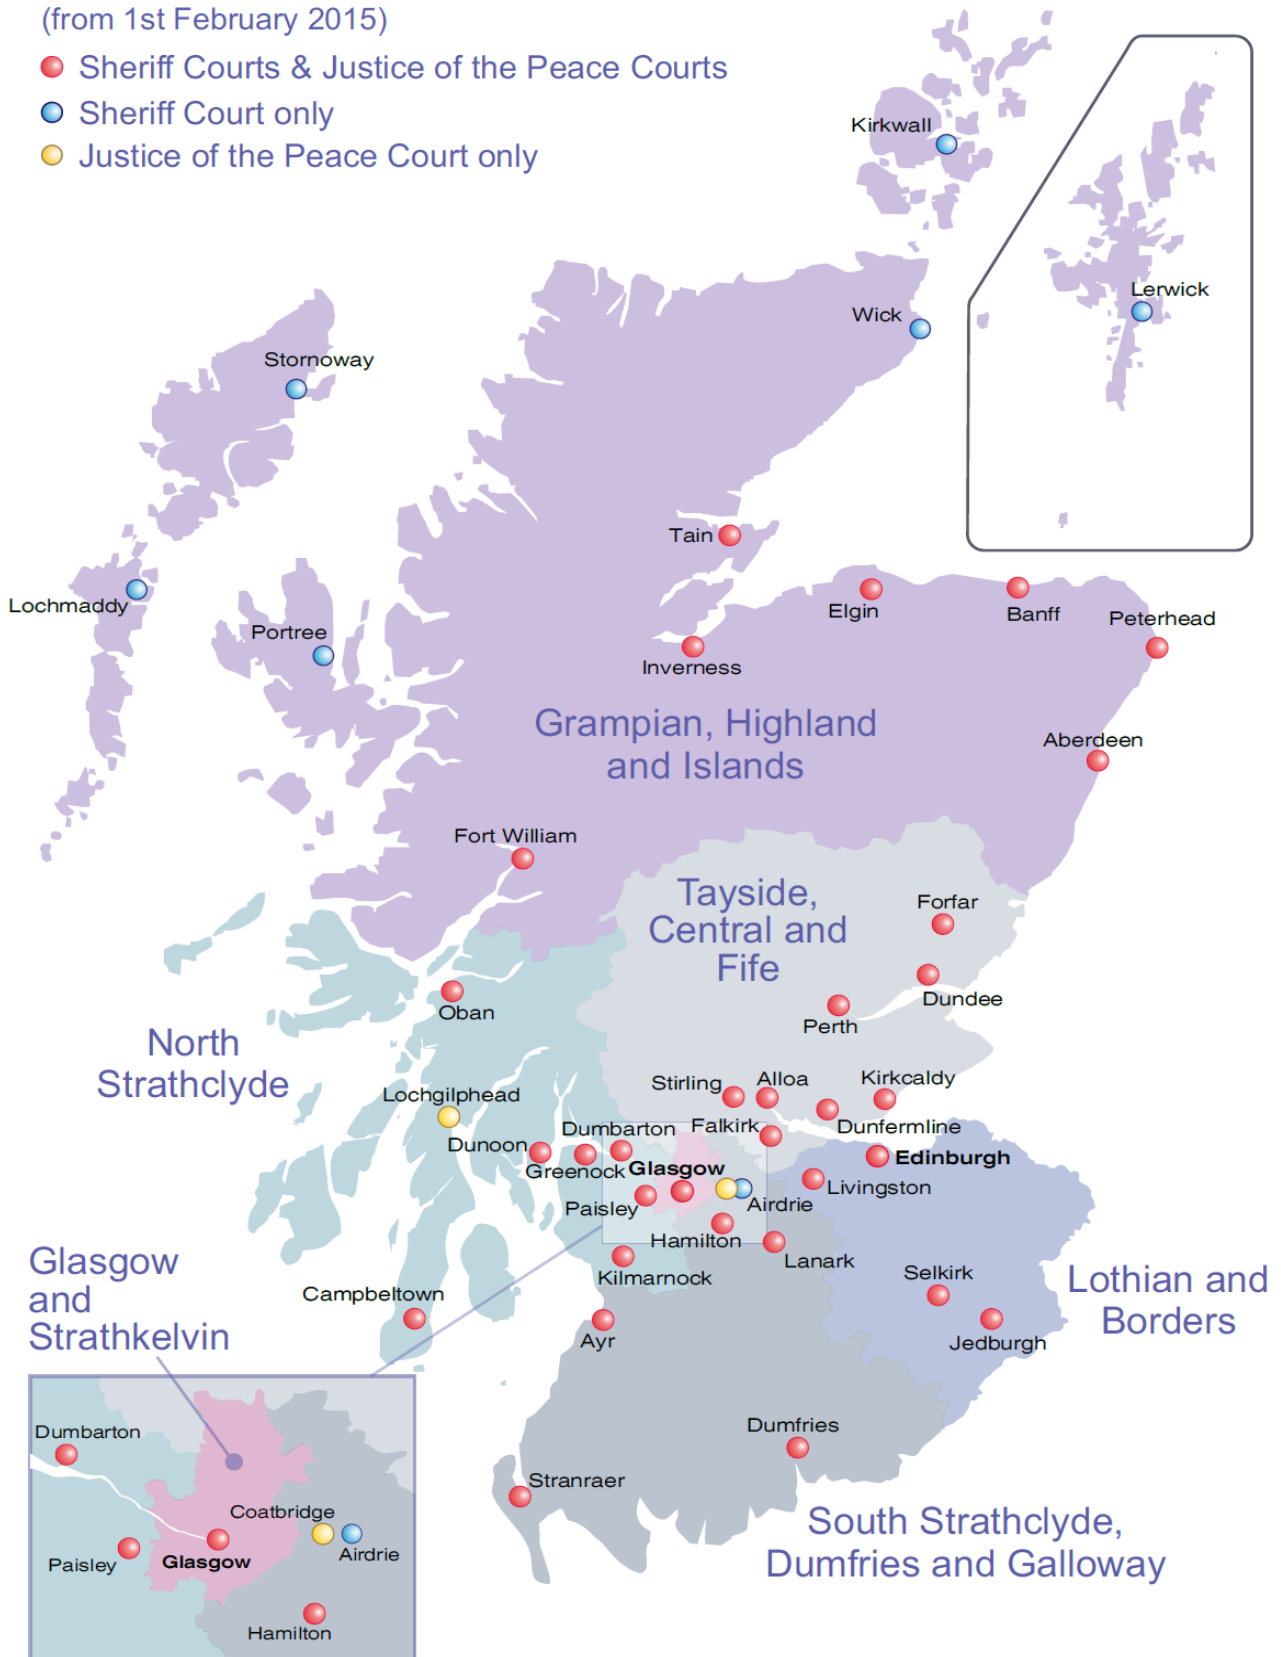 (from 1st February 2015)
Sheriff Courts & Justice of the Peace Courts
Sheriff Court only
Justice of the Peace Court only
Kirkwall
Lerwick
Wick
Stornoway
Tain
Lochmaddy
Elgin
Banff
Peterhead
Portree
Inverness
Grampian, Highland
and Islands
Aberdeen
Fort William
Tayside,
Central and
Fife
Forfar
Dundee
Oban
Perth
North
Strathclyde
Stirling
Alloa
Kirkcaldy
Lochgilphead
Dunfermline
Falkirk
Dumbarton
Dunoon
Greenock
Glasgow
Edinburgh
Livingston
Airdrie
Paisley
Hamilton
Lanark
Kilmarnock
Selkirk
Lothian and
Borders
Glasgow
and
Strathkelvin
Campbeltown
Ayr
Jedburgh
Dumfries
Stranraer
South Strathclyde,
Dumfries and Galloway
Dumbarton
Coatbridge
Airdrie
Paisley
Glasgow
Hamilton